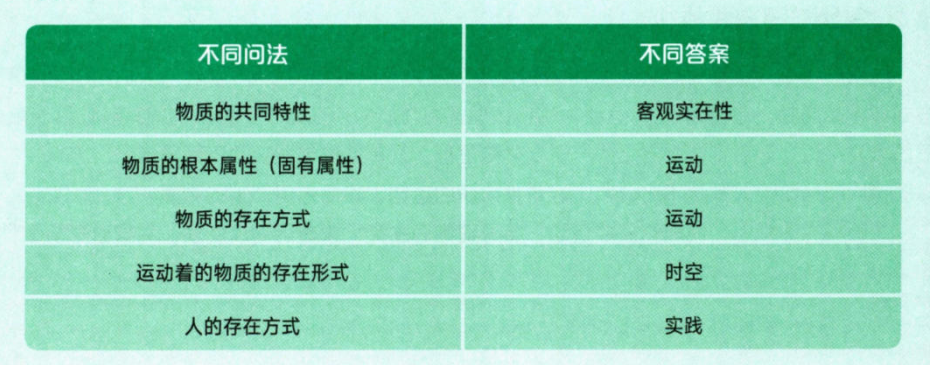 不同问法 不同答案
物质的共同特性 客观实在性
物质的根本属性（固有属性） 运动
物质的存在方式 运动
运动着的物质的存在形式 时空
人的存在方式 实践